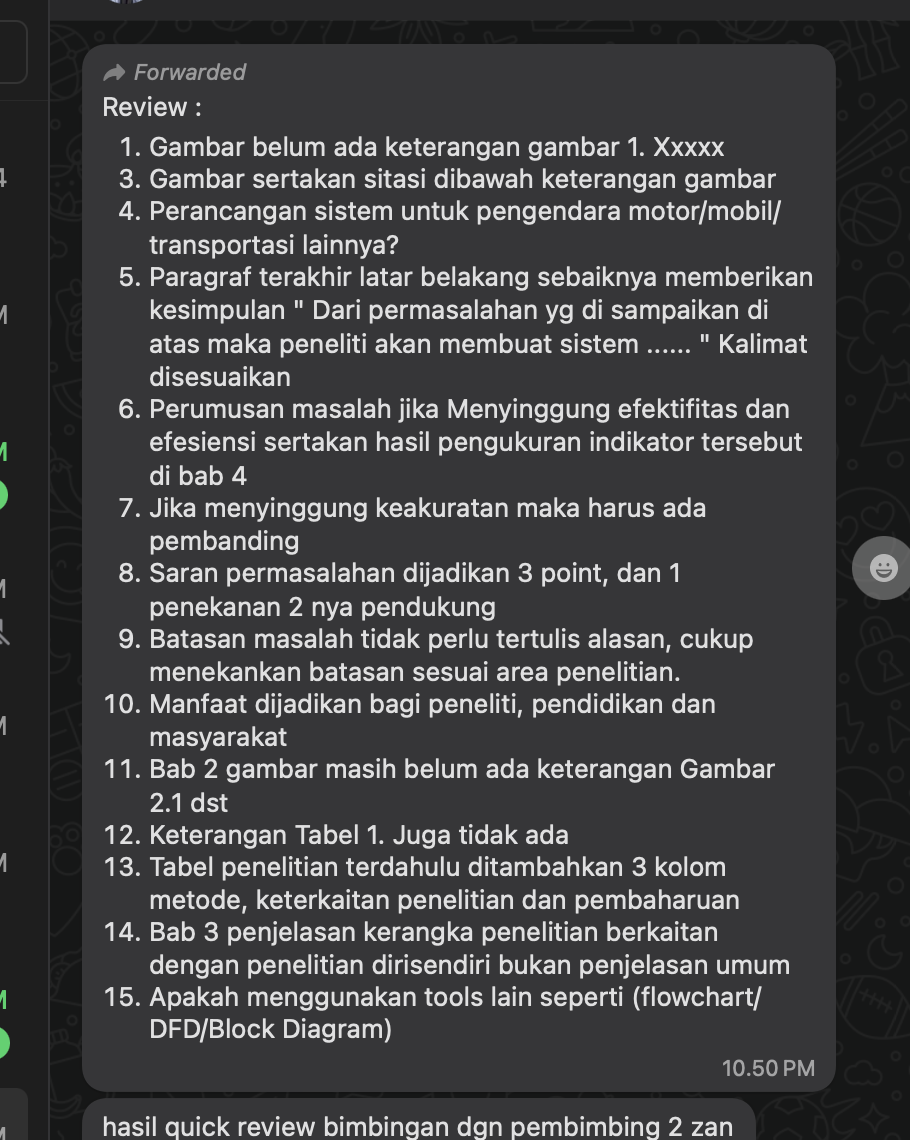 Forwarded
Review :
1. Gambar belum ada keterangan gambar 1. Xxxxx
3. Gambar sertakan sitasi dibawah keterangan gambar
4. Perancangan sistem untuk pengendara motor/mobil/
transportasi lainnya?
5. Paragraf terakhir latar belakang sebaiknya memberikan
kesimpulan " Dari permasalahan yg di sampaikan di
atas maka peneliti akan membuat sistem ...... " Kalimat
disesuaikan
6. Perumusan masalah jika Menyinggung efektifitas dan
efesiensi sertakan hasil pengukuran indikator tersebut
di bab 4
7. Jika menyinggung keakuratan maka harus ada
pembanding
8. Saran permasalahan dijadikan 3 point, dan 1
penekanan 2 nya pendukung
9. Batasan masalah tidak perlu tertulis alasan, cukup
menekankan batasan sesuai area penelitian.
10. Manfaat dijadikan bagi peneliti, pendidikan dan
masyarakat
11. Bab 2 gambar masih belum ada keterangan Gambar
2.1 dst
12. Keterangan Tabel 1. Juga tidak ada
13. Tabel penelitian terdahulu ditambahkan 3 kolom
metode, keterkaitan penelitian dan pembaharuan
14. Bab 3 penjelasan kerangka penelitian berkaitan
dengan penelitian dirisendiri bukan penjelasan umum
15. Apakah menggunakan tools lain seperti (flowchart/
DFD/Block Diagram)
10.50 PM
hasil quick review bimbingan dgn pembimbing 2 zan